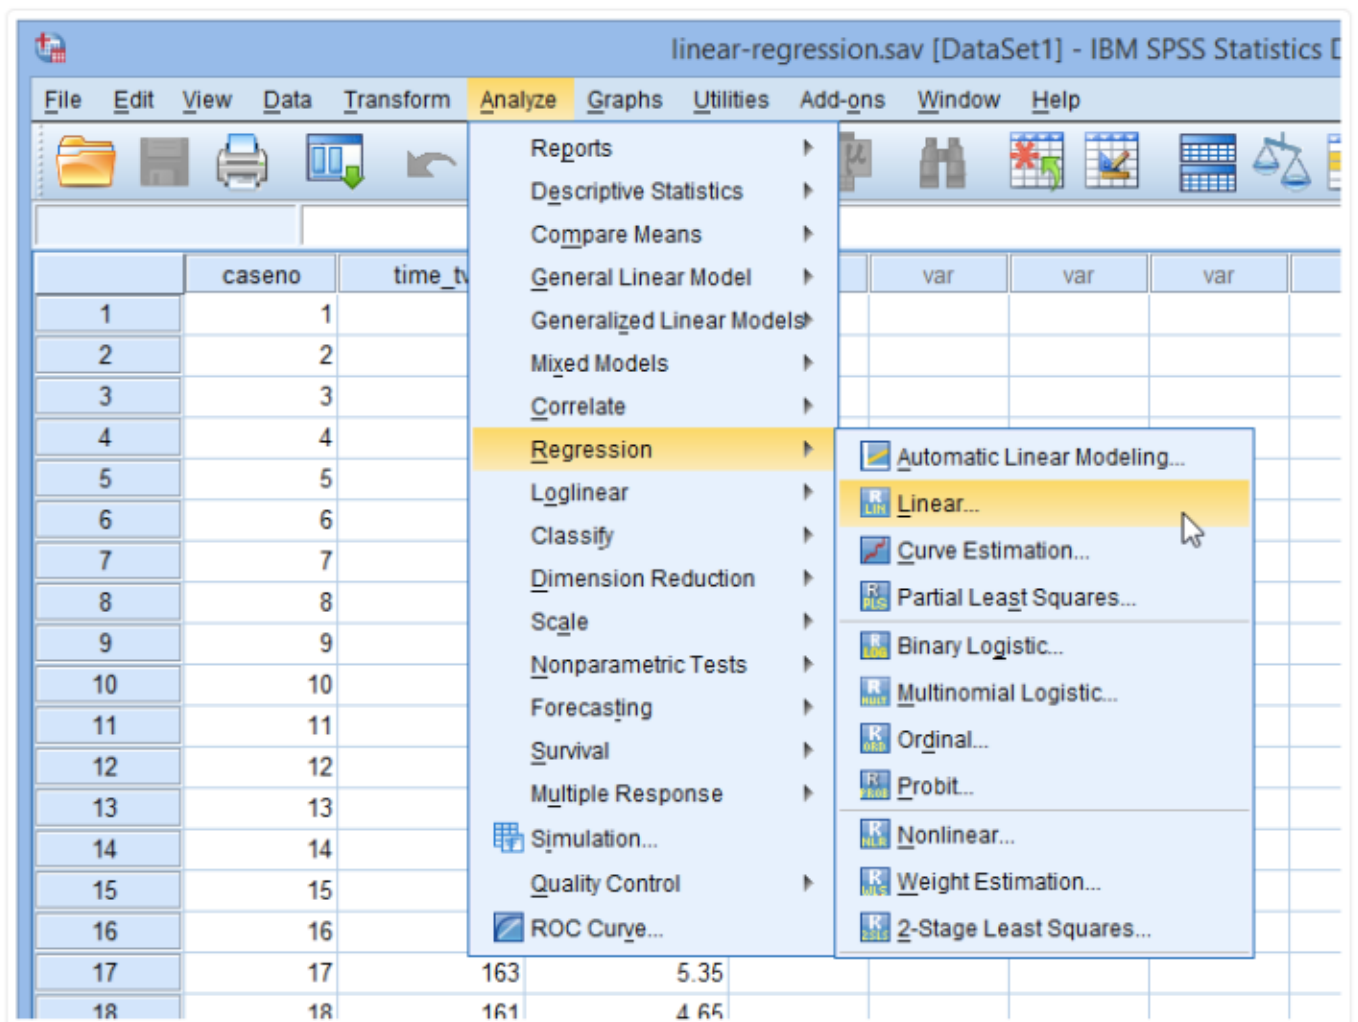 linear-regression.sav [DataSet1] - IBM SPSS Statistics D
File Edit View Data Transform Analyze Graphs Utilities Add-ons Window Help
caseno time_tv var var var
Reports
Descriptive Statistics
Compare Means
General Linear Model
Generalized Linear Models
Mixed Models
Correlate
Regression
Loglinear
Classify
Dimension Reduction
Scale
Nonparametric Tests
Forecasting
Survival
Multiple Response
Simulation...
Quality Control
ROC Curve...
Automatic Linear Modeling...
Linear...
Curve Estimation...
Partial Least Squares...
Binary Logistic...
Multinomial Logistic...
Ordinal...
Probit...
Nonlinear...
Weight Estimation...
2-Stage Least Squares...
1 1
2 2
3 3
4 4
5 5
6 6
7 7
8 8
9 9
10 10
11 11
12 12
13 13
14 14
15 15
16 16
17 17 163 5.35
18 18 161 4.65